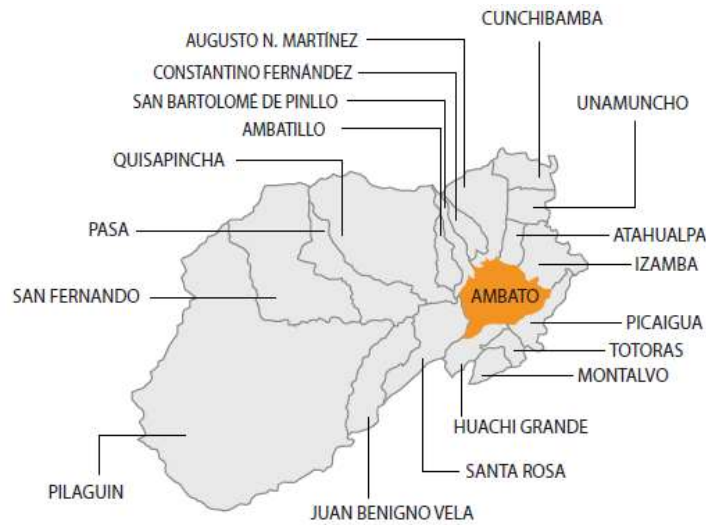 CUNCHIBAMBA
AUGUSTO N. MARTÍNEZ
CONSTANTINO FERNÁNDEZ
SAN BARTOLOMÉ DE PINLLO
UNAMUNCHO
AMBATILLO
QUISAPINCHA
PASA
ATAHUALPA
IZAMBA
SAN FERNANDO
AMBATO
PICAIGUA
TOTORAS
MONTALVO
HUACHI GRANDE
SANTA ROSA
PILAGUIN
JUAN BENIGNO VELA